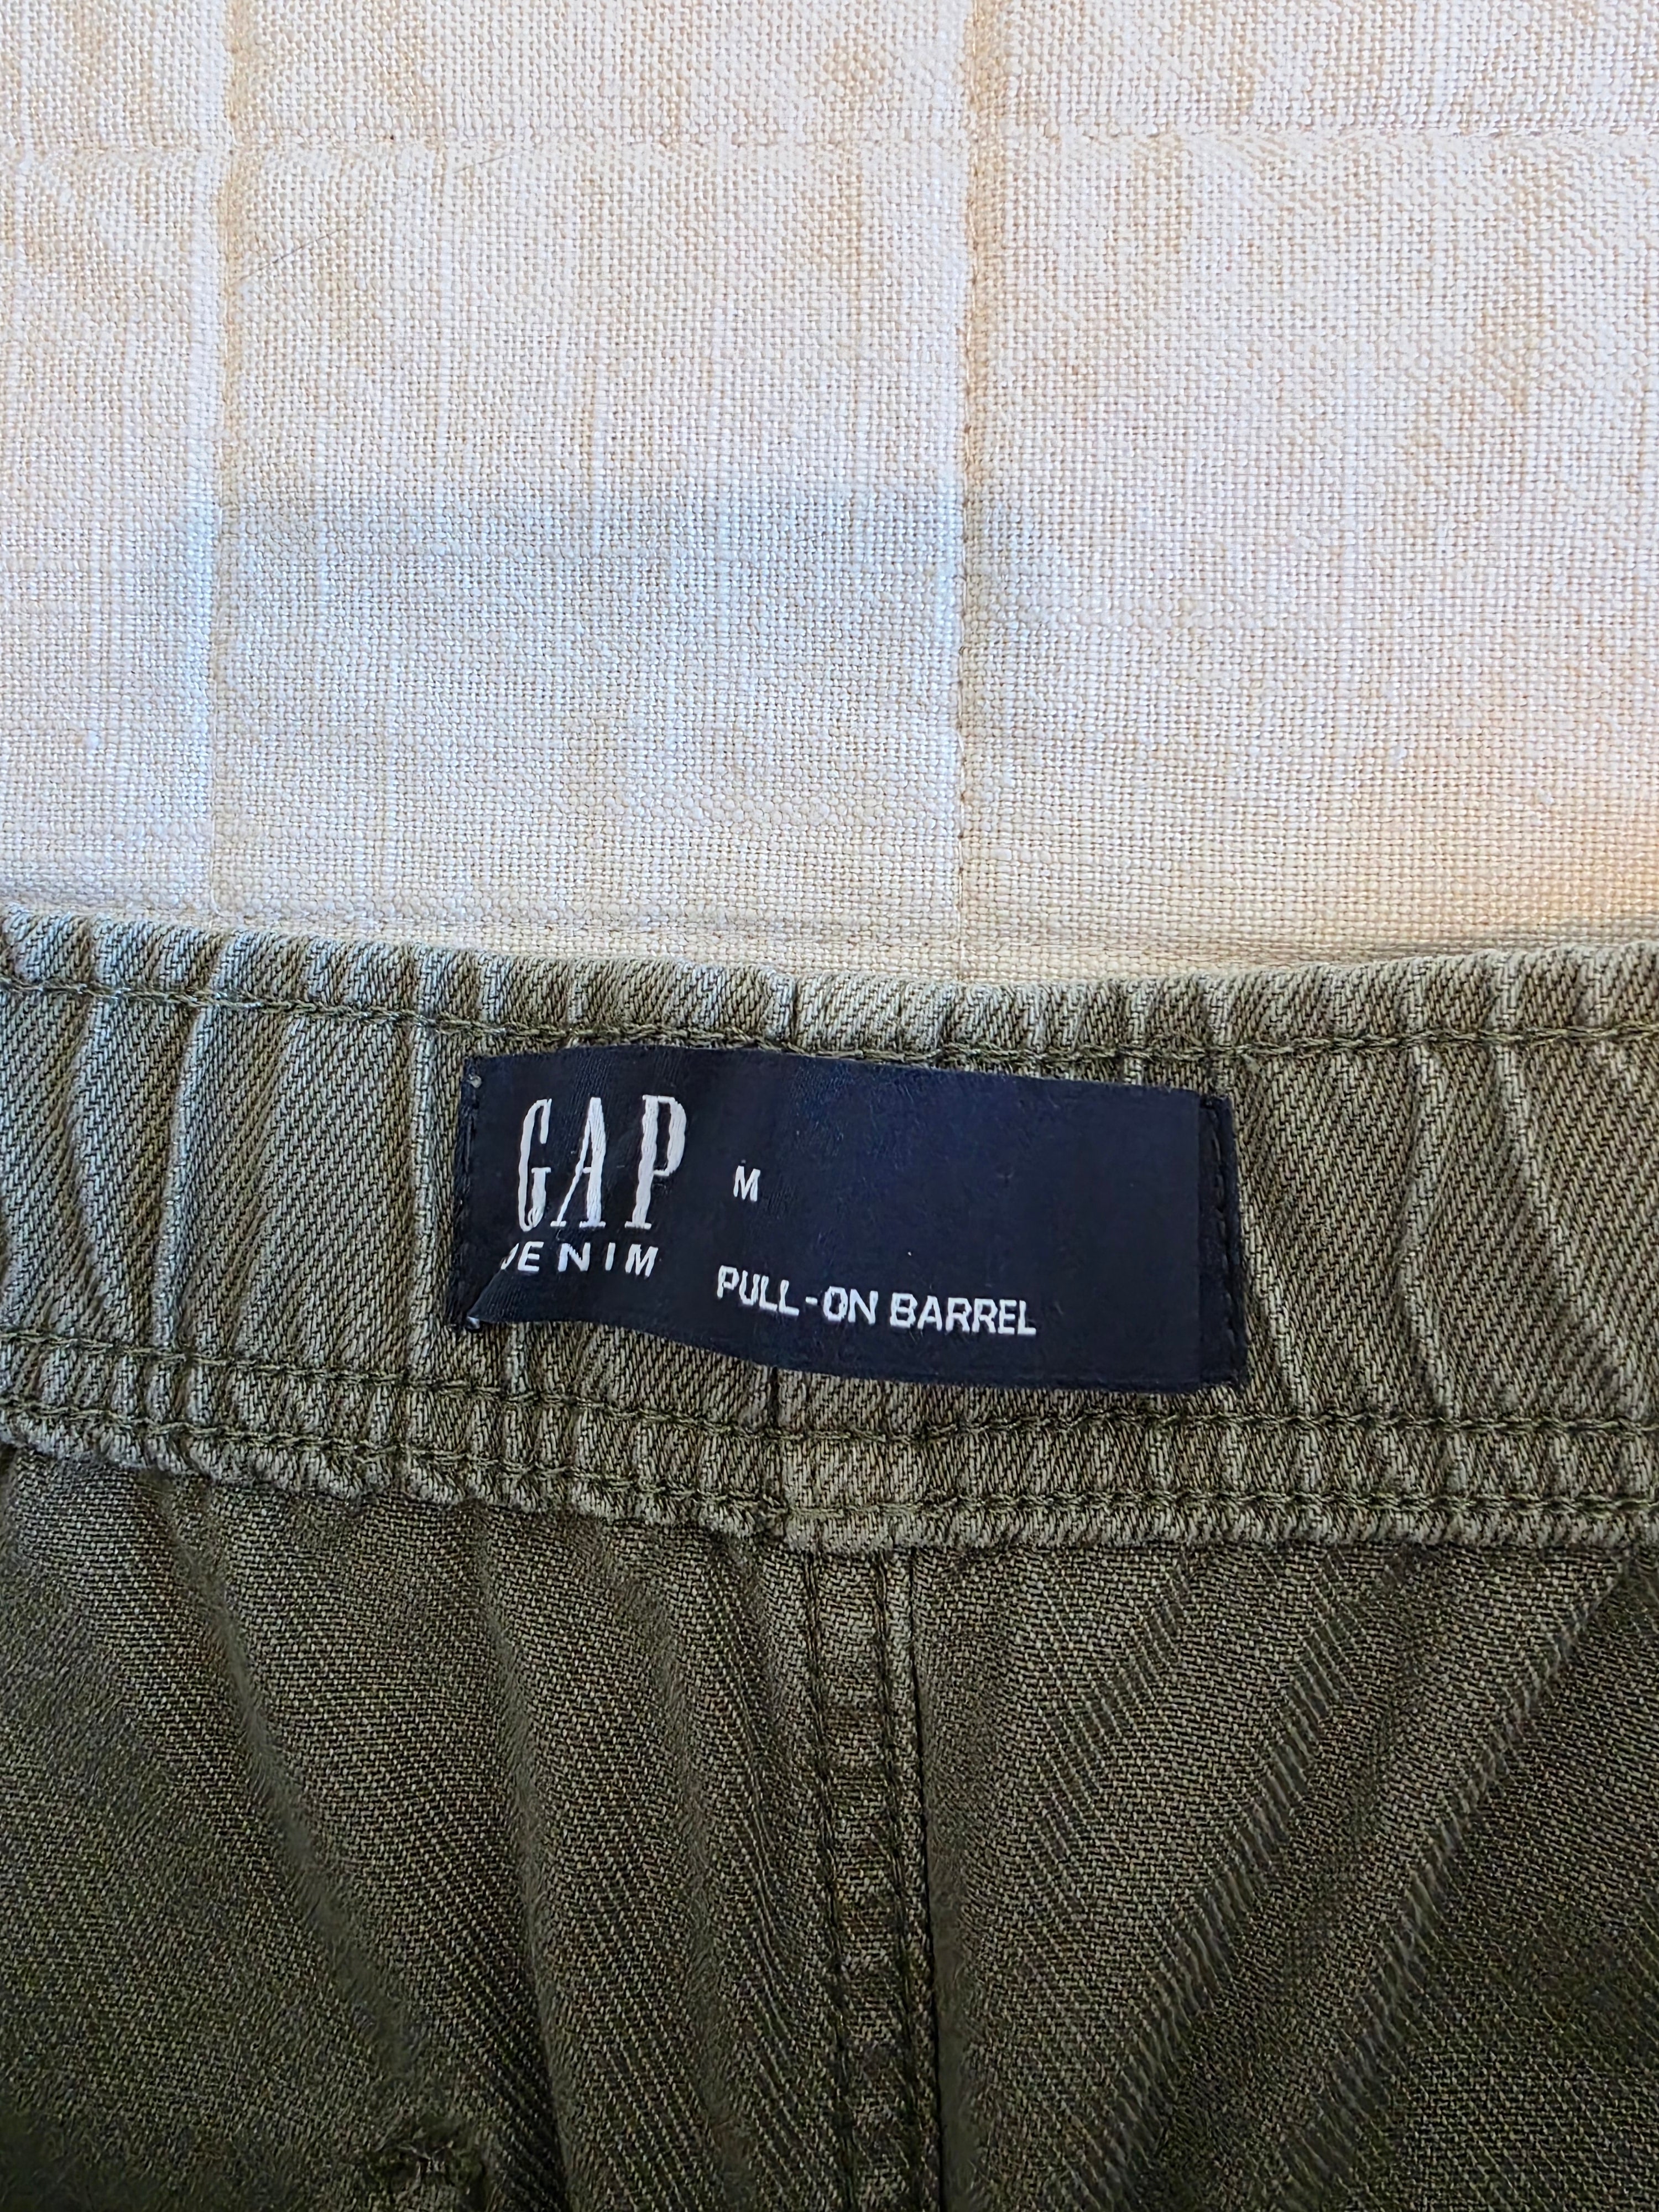 GAP
DENIM
M
PULL-ON BARREL